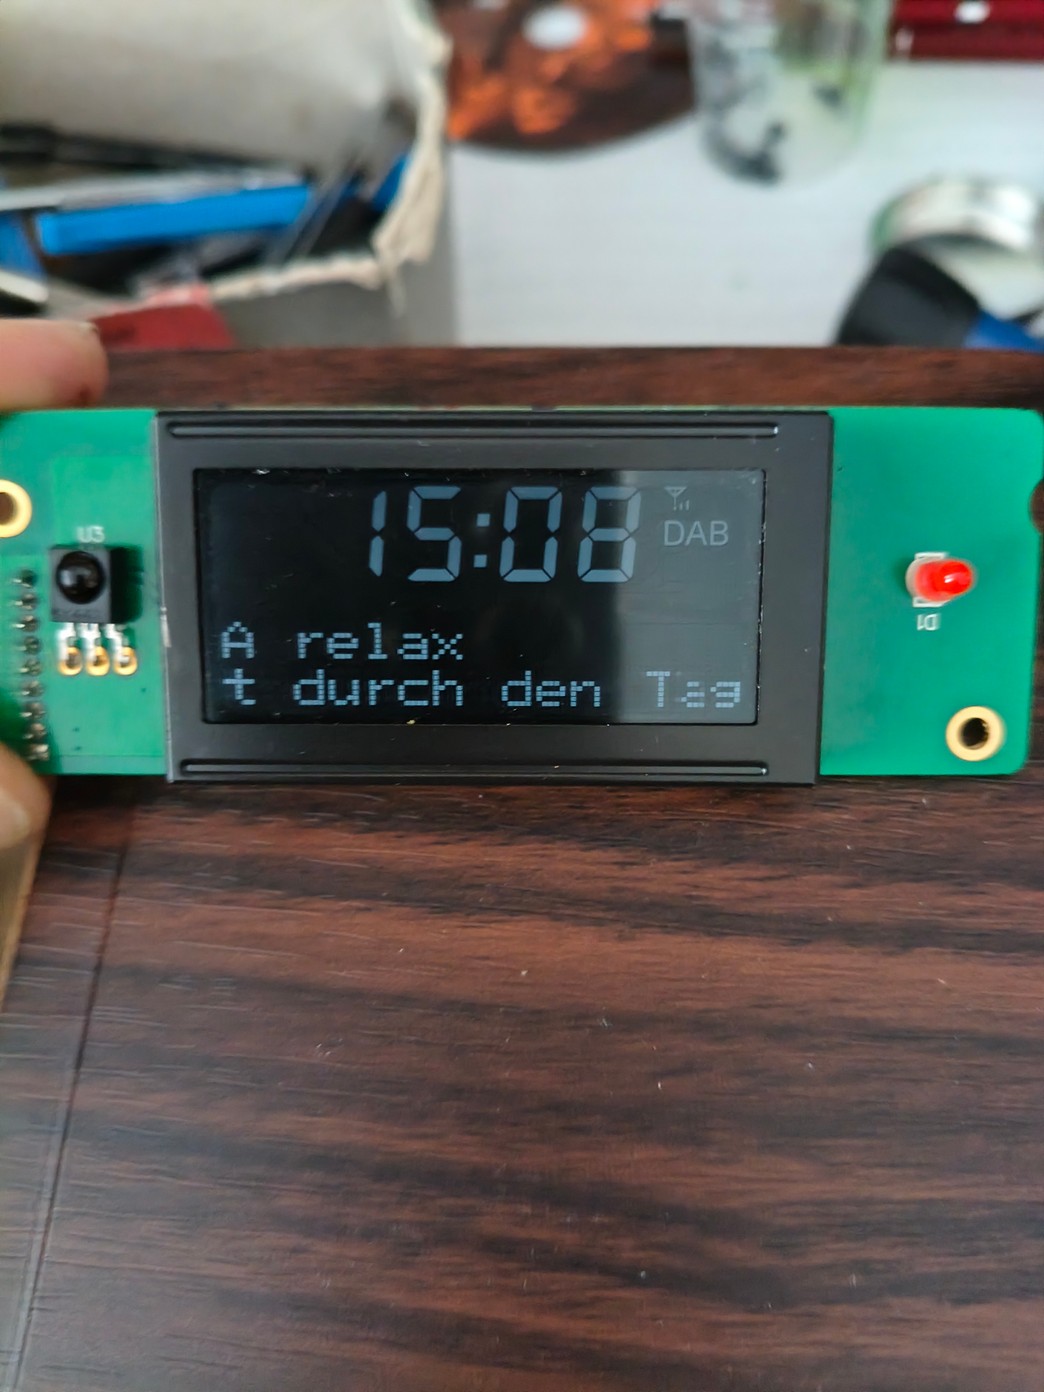 15:08
DAB
A relax
t durch den Tag
U3
D1